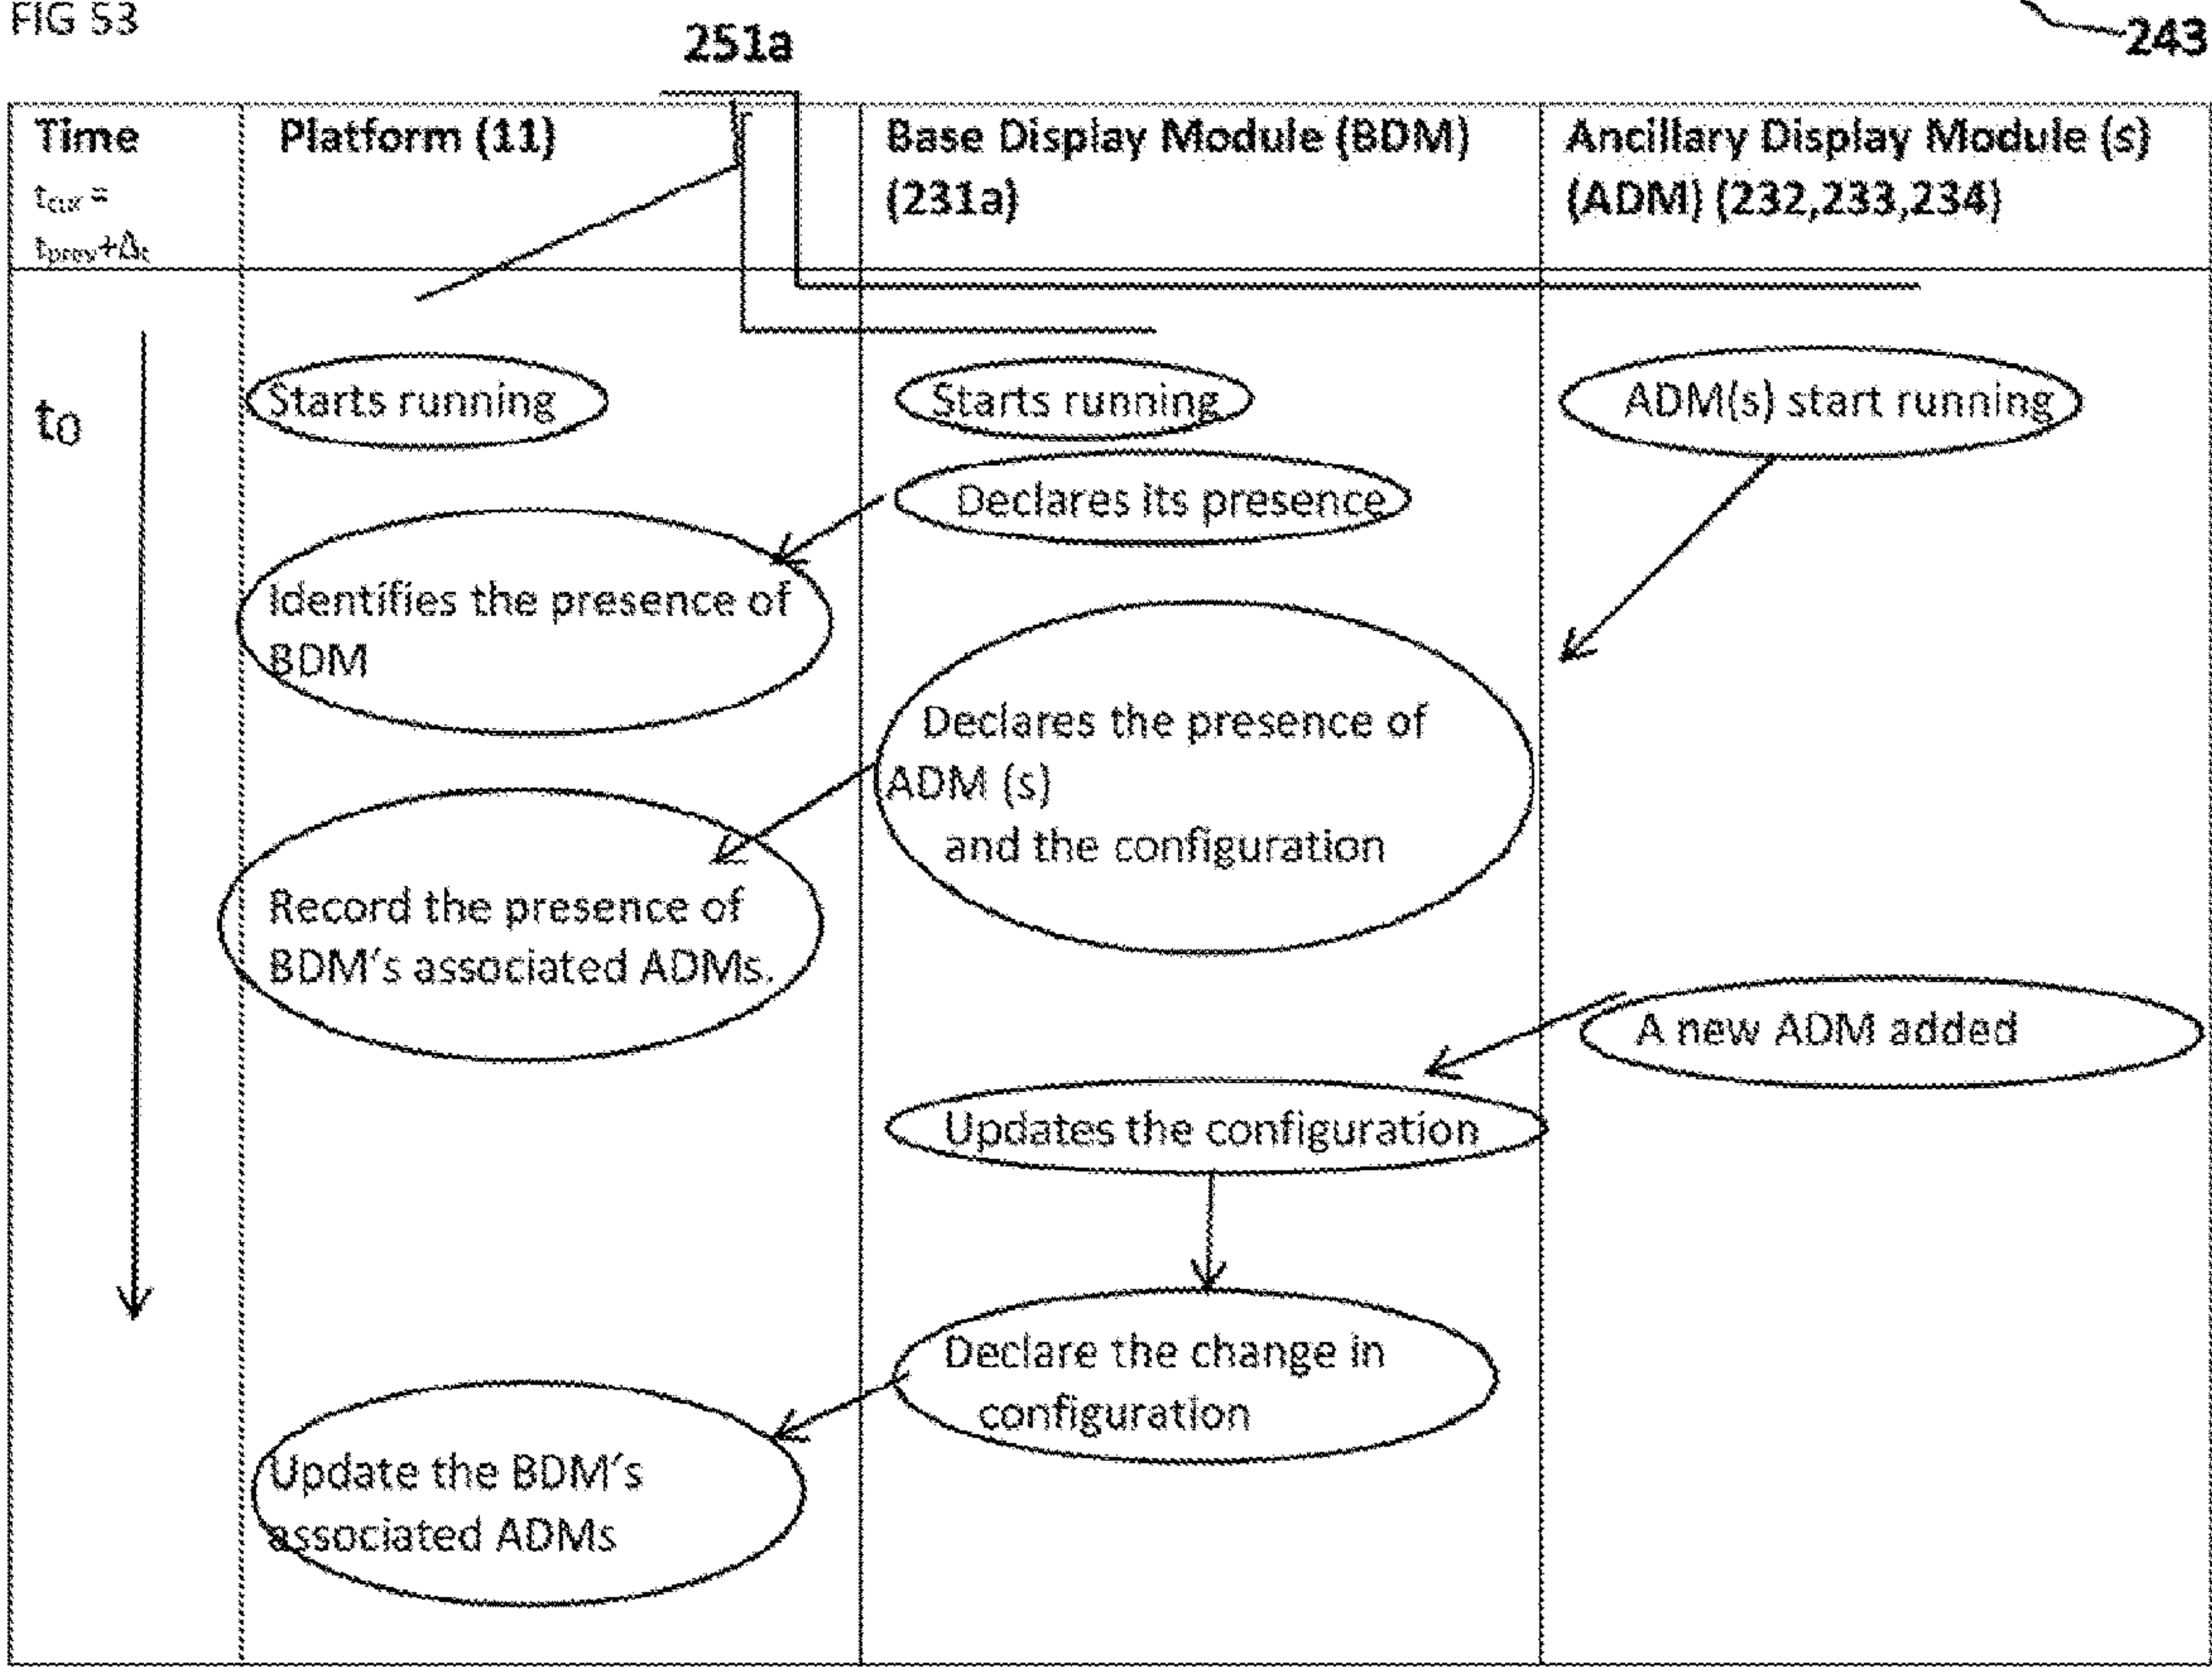 FIG 53
251a
243
Time
t_cur =
t_prev+Δt
Platform (11)
Base Display Module (BDM)
(231a)
Ancillary Display Module (s)
(ADM) (232,233,234)
t0
Starts running
Starts running
ADM(s) start running
Declares its presence
Identifies the presence of
BDM
Declares the presence of
ADM (s)
and the configuration
Record the presence of
BDM's associated ADMs.
A new ADM added
Updates the configuration
Declare the change in
configuration
Update the BDM's
associated ADMs